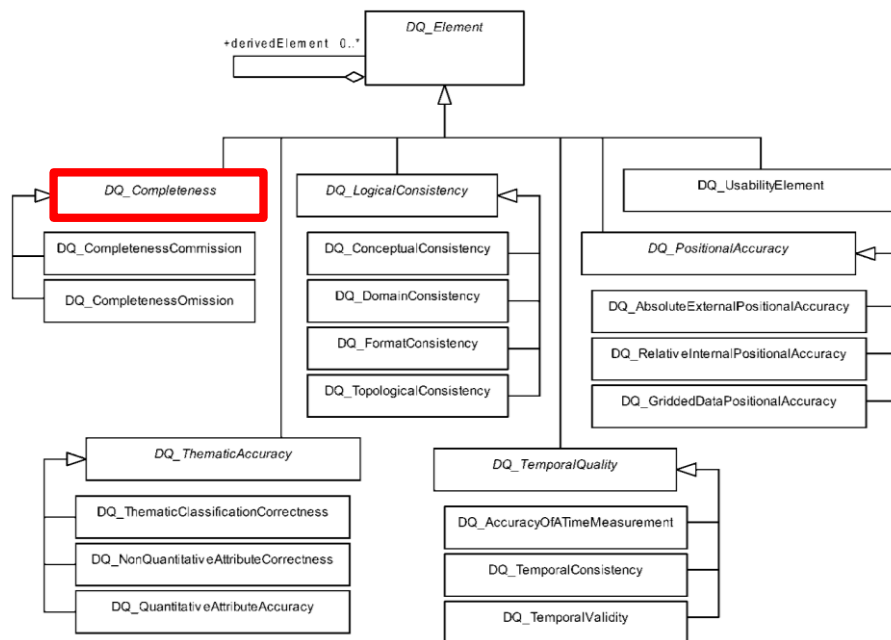 DQ_Element
+derivedElement 0..*
DQ_Completeness
DQ_CompletenessCommission
DQ_CompletenessOmission
DQ_LogicalConsistency
DQ_ConceptualConsistency
DQ_DomainConsistency
DQ_FormatConsistency
DQ_TopologicalConsistency
DQ_UsabilityElement
DQ_PositionalAccuracy
DQ_AbsoluteExternalPositionalAccuracy
DQ_RelativeInternalPositionalAccuracy
DQ_GriddedDataPositionalAccuracy
DQ_ThematicAccuracy
DQ_ThematicClassificationCorrectness
DQ_NonQuantitativeAttributeCorrectness
DQ_QuantitativeAttributeAccuracy
DQ_TemporalQuality
DQ_AccuracyOfATimeMeasurement
DQ_TemporalConsistency
DQ_TemporalValidity